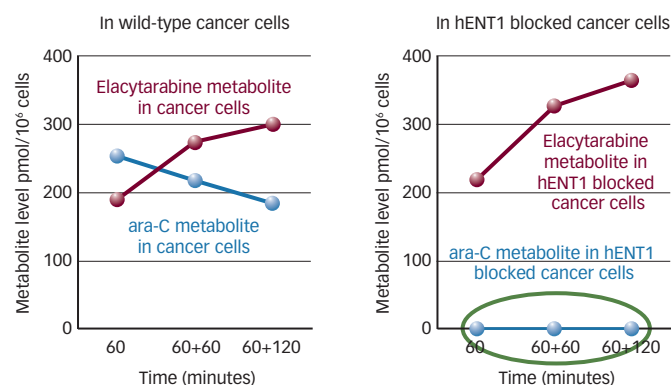 In wild-type cancer cells
Metabolite level pmol/10⁶ cells
400
300
200
100
0
Elacytarabine metabolite
in cancer cells
ara-C metabolite
in cancer cells
60
60+60
60+120
Time (minutes)
In hENT1 blocked cancer cells
Metabolite level pmol/10⁶ cells
400
300
200
100
0
Elacytarabine
metabolite in
hENT1 blocked
cancer cells
ara-C metabolite in hENT1
blocked cancer cells
60
60+60
60+120
Time (minutes)